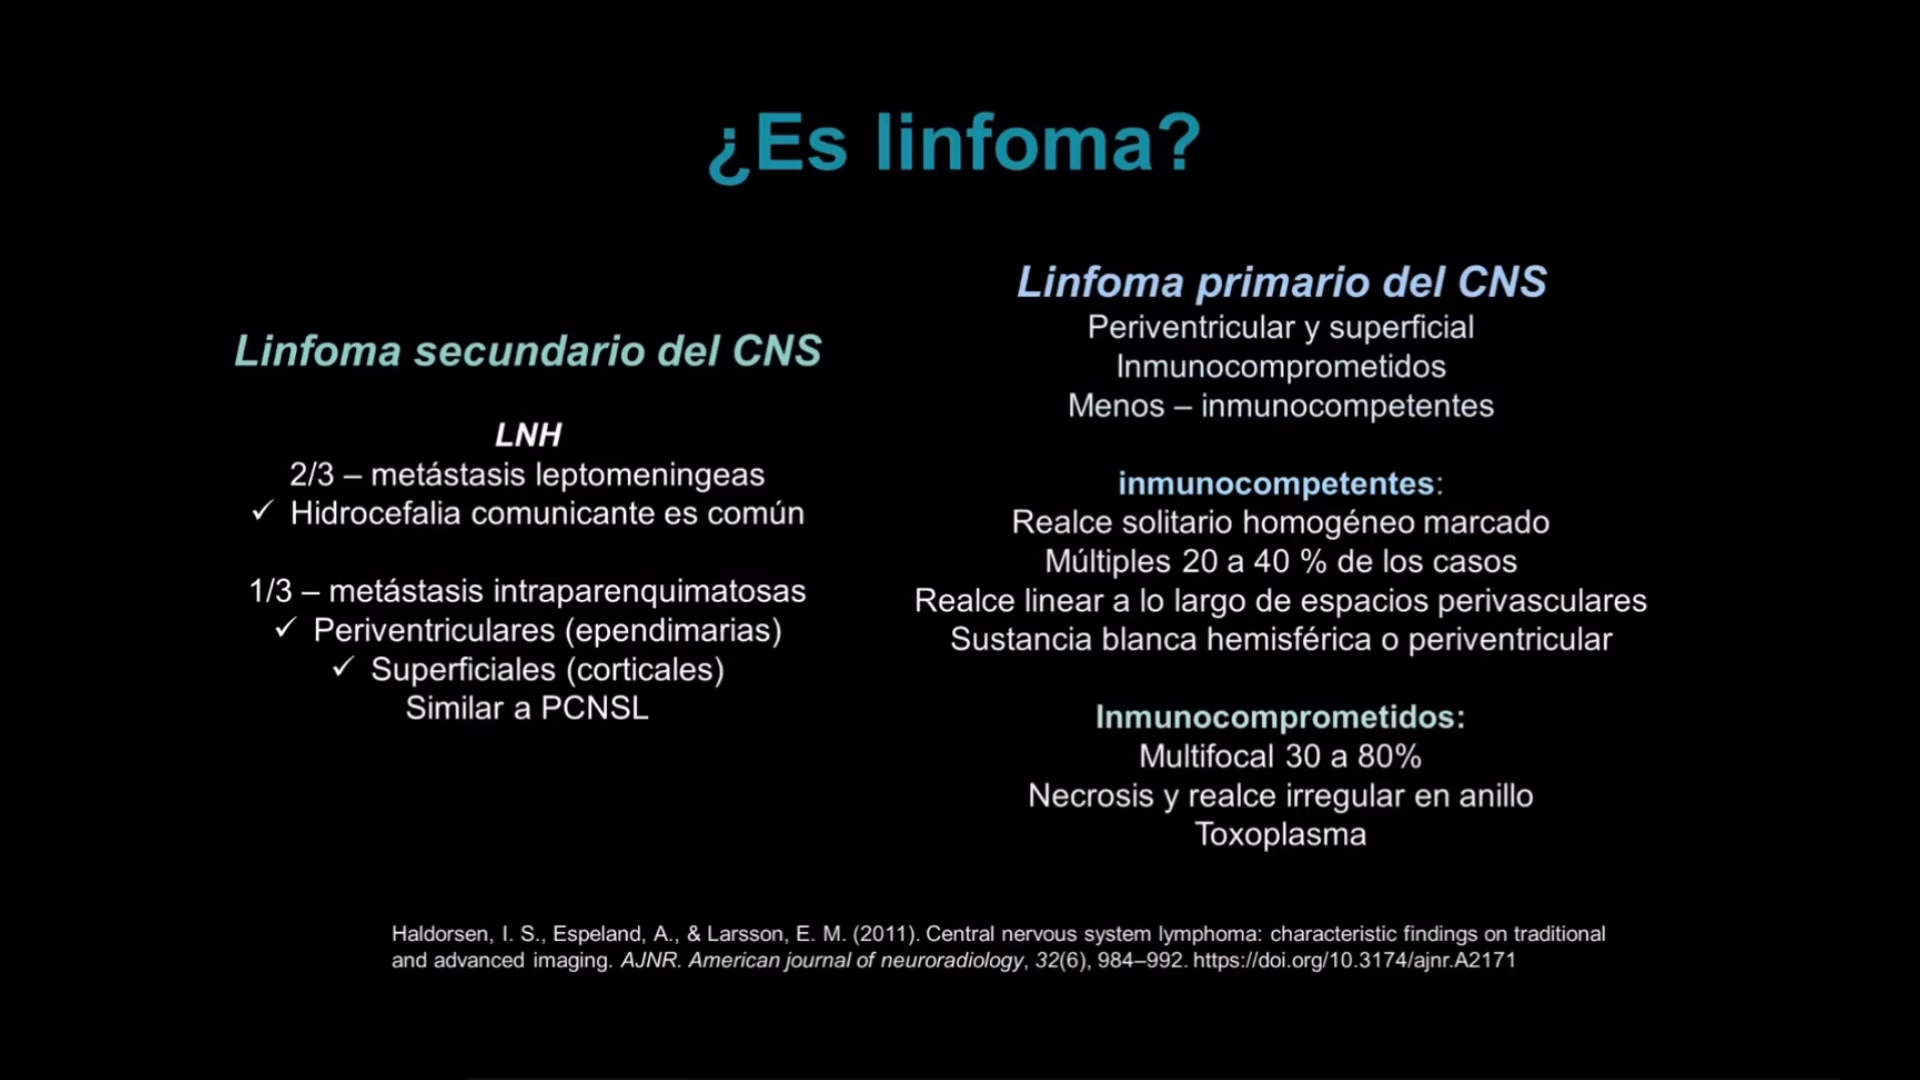 ¿Es linfoma?
Linfoma secundario del CNS
LNH
2/3 – metástasis leptomeningeas
✓ Hidrocefalia comunicante es común
1/3 – metástasis intraparenquimatosas
✓ Periventriculares (ependimarias)
✓ Superficiales (corticales)
Similar a PCNSL
Linfoma primario del CNS
Periventricular y superficial
Inmunocomprometidos
Menos – inmunocompetentes
inmunocompetentes:
Realce solitario homogéneo marcado
Múltiples 20 a 40 % de los casos
Realce linear a lo largo de espacios perivasculares
Sustancia blanca hemisférica o periventricular
Inmunocomprometidos:
Multifocal 30 a 80%
Necrosis y realce irregular en anillo
Toxoplasma
Haldorsen, I. S., Espeland, A., & Larsson, E. M. (2011). Central nervous system lymphoma: characteristic findings on traditional
and advanced imaging. AJNR. American journal of neuroradiology, 32(6), 984–992. https://doi.org/10.3174/ajnr.A2171